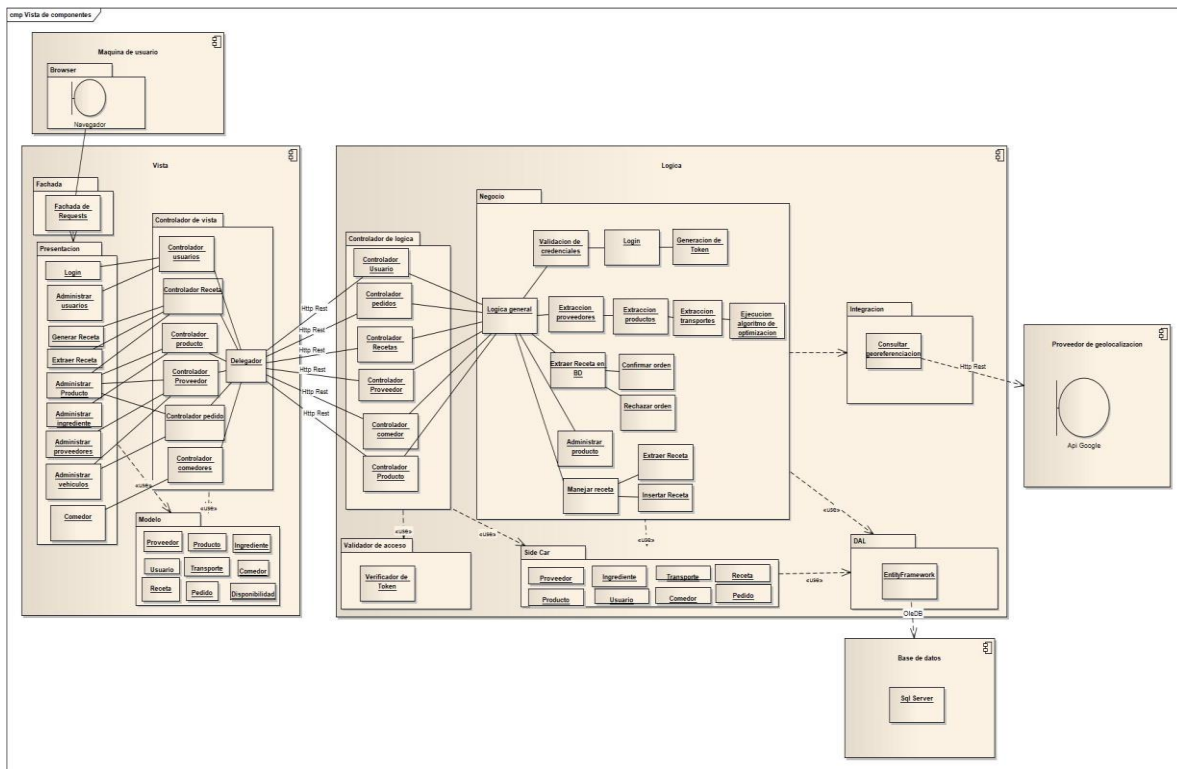 cmp Vista de componentes
Maquina de usuario
Browser
Navegador
Vista
Fachada
Fachada de
Requests
Presentacion
Login
Administrar
usuarios
Generar Receta
Extraer Receta
Administrar
Producto
Administrar
ingrediente
Administrar
proveedores
Administrar
vehiculos
Comedor
Controlador de vista
Controlador
usuarios
Controlador Receta
Controlador
producto
Controlador
Proveedor
Controlador pedido
Controlador
comedores
Delegador
«use»
«use»
Modelo
Proveedor
Producto
Ingrediente
Usuario
Transporte
Comedor
Receta
Pedido
Disponibilidad
Http Rest
Http Rest
Http Rest
Http Rest
Http Rest
Http Rest
Logica
Controlador de logica
Controlador
Usuario
Controlador
pedidos
Controlador
Recetas
Controlador
Proveedor
Controlador
comedor
Controlador
Producto
Negocio
Validacion de
credenciales
Login
Generacion de
Token
Logica general
Extraccion
proveedores
Extraccion
productos
Extraccion
transportes
Ejecucion
algoritmo de
optimizacion
Extraer Receta en
BD
Confirmar orden
Rechazar orden
Administrar
producto
Extraer Receta
Manejar receta
Insertar Receta
«use»
«use»
«use»
«use»
«use»
Validador de acceso
Verificador de
Token
Side Car
Proveedor
Ingrediente
Transporte
Receta
Producto
Usuario
Comedor
Pedido
Integracion
Consultar
georeferenciacion
Http Rest
DAL
EntityFramework
OleDB
Proveedor de geolocalizacion
Api Google
Base de datos
Sql Server